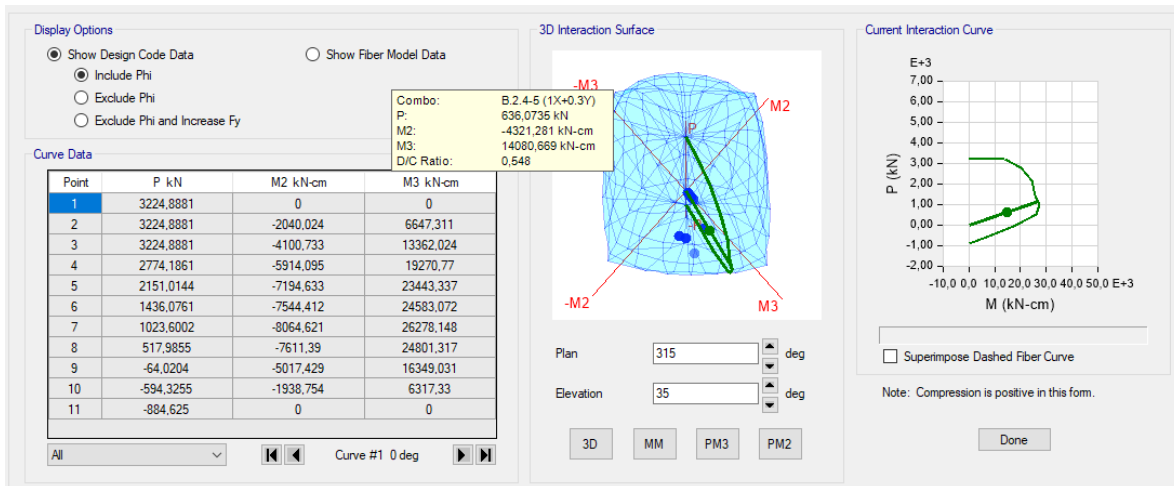 Display Options
Show Design Code Data
Show Fiber Model Data
Include Phi
Exclude Phi
Exclude Phi and Increase Fy
Curve Data
Point P kN M2 kN-cm M3 kN-cm
1 3224,8881 0 0
2 3224,8881 -2040,024 6647,311
3 3224,8881 -4100,733 13362,024
4 2774,1861 -5914,095 19270,77
5 2151,0144 -7194,633 23443,337
6 1436,0761 -7544,412 24583,072
7 1023,6002 -8064,621 26278,148
8 517,9855 -7611,39 24801,317
9 -64,0204 -5017,429 16349,031
10 -594,3255 -1938,754 6317,33
11 -884,625 0 0
All
Curve #1 0 deg
3D Interaction Surface
Combo: B.2.4-5 (1X+0.3Y)
P: 636,0735 kN
M2: -4321,281 kN-cm
M3: 14080,669 kN-cm
D/C Ratio: 0,548
-M3
M2
P
-M2
M3
Plan 315 deg
Elevation 35 deg
3D MM PM3 PM2
Current Interaction Curve
E+3
7,00
6,00
5,00
4,00
3,00
2,00
1,00
0,00
-1,00
-2,00
P (kN)
-10,0 0,0 10,0 20,0 30,0 40,0 50,0 E+3
M (kN-cm)
Superimpose Dashed Fiber Curve
Note: Compression is positive in this form.
Done